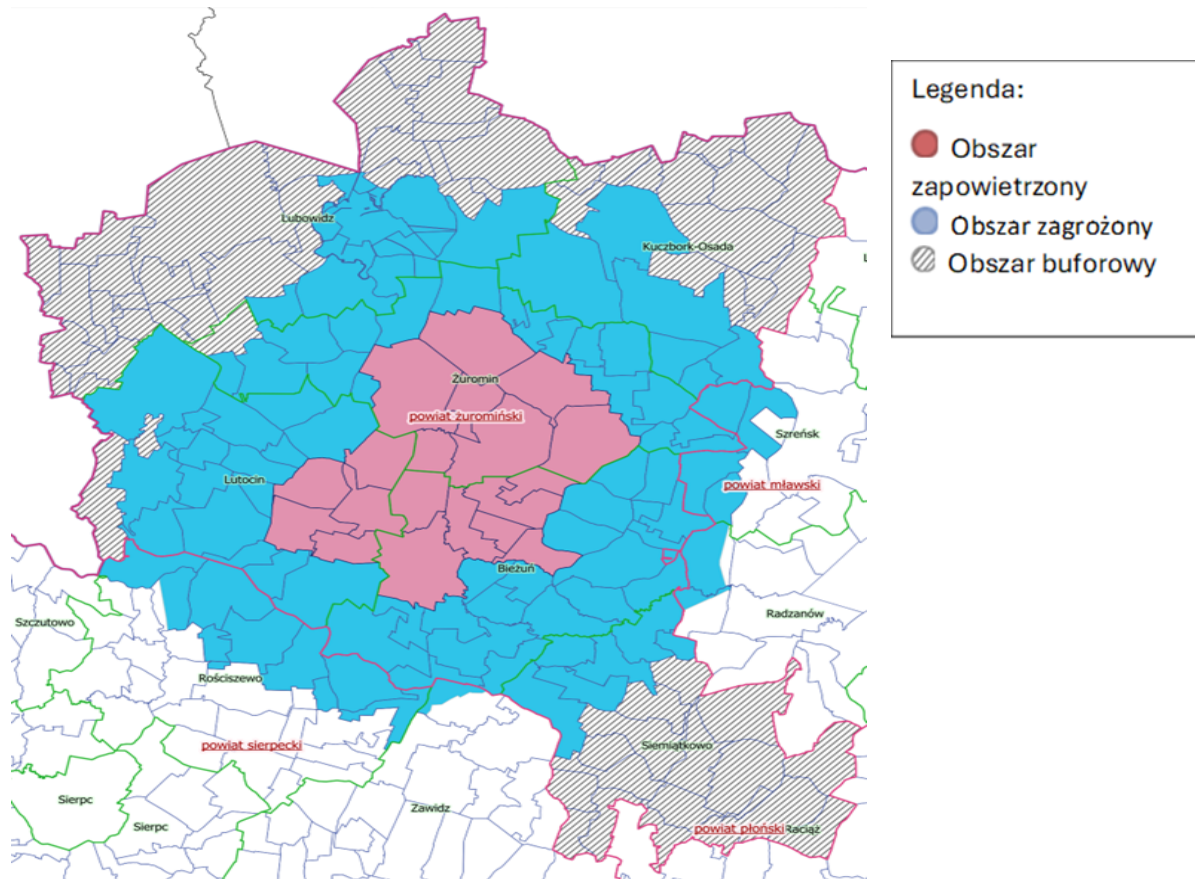 Legenda:
Obszar
zapowietrzony
Obszar zagrożony
Obszar buforowy
Lubowidz
Kuczbork-Osada
Żuromin
powiat żuromiński
Szreńsk
Lutocin
powiat mławski
Bieżuń
Szczutowo
Radzanów
Rościszewo
powiat sierpecki
Siemiątkowo
Sierpc
Zawidz
Sierpc
powiat płoński
Raciąż